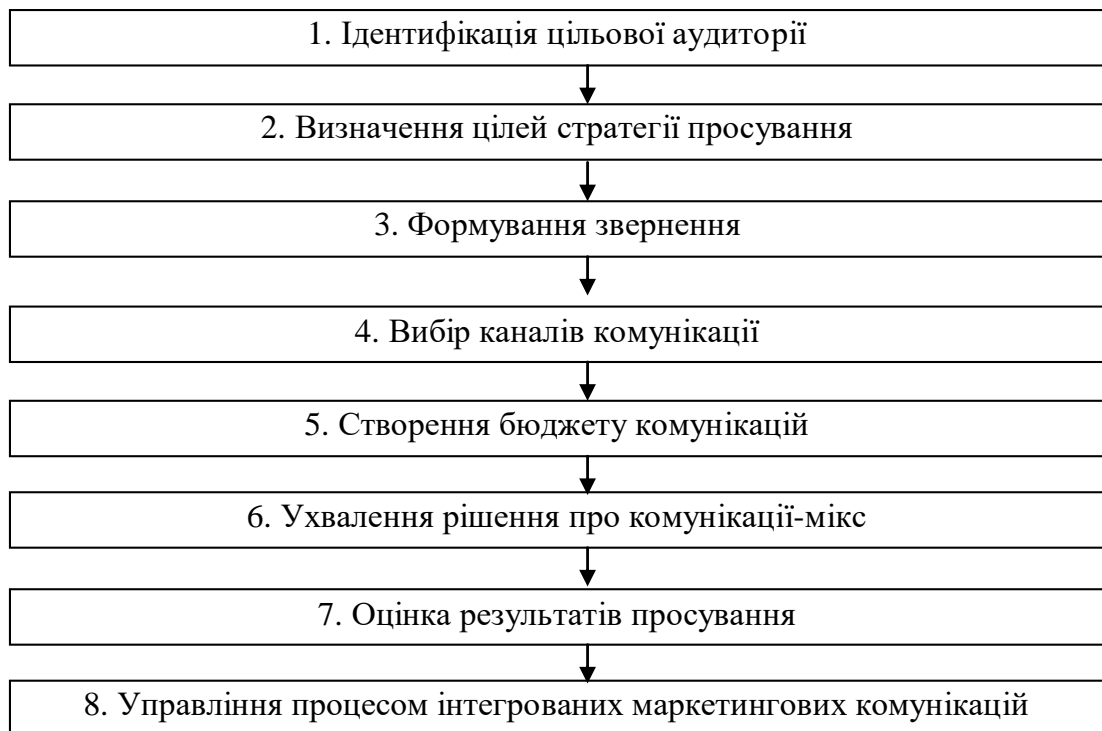 1. Ідентифікація цільової аудиторії
2. Визначення цілей стратегії просування
3. Формування звернення
4. Вибір каналів комунікації
5. Створення бюджету комунікацій
6. Ухвалення рішення про комунікації-мікс
7. Оцінка результатів просування
8. Управління процесом інтегрованих маркетингових комунікацій